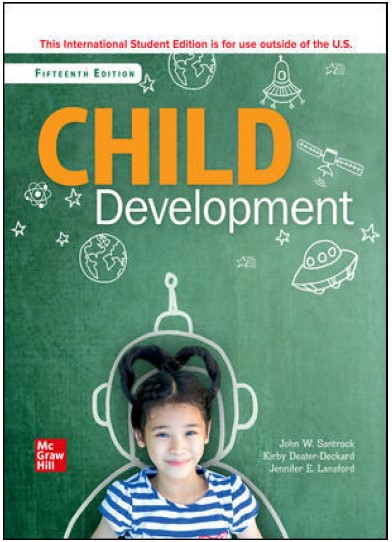 This International Student Edition is for use outside of the U.S.
FIFTEENTH EDITION
CHILD
Development
John W. Santrock
Kirby Deater-Deckard
Jennifer E. Lansford
Mc
Graw
Hill